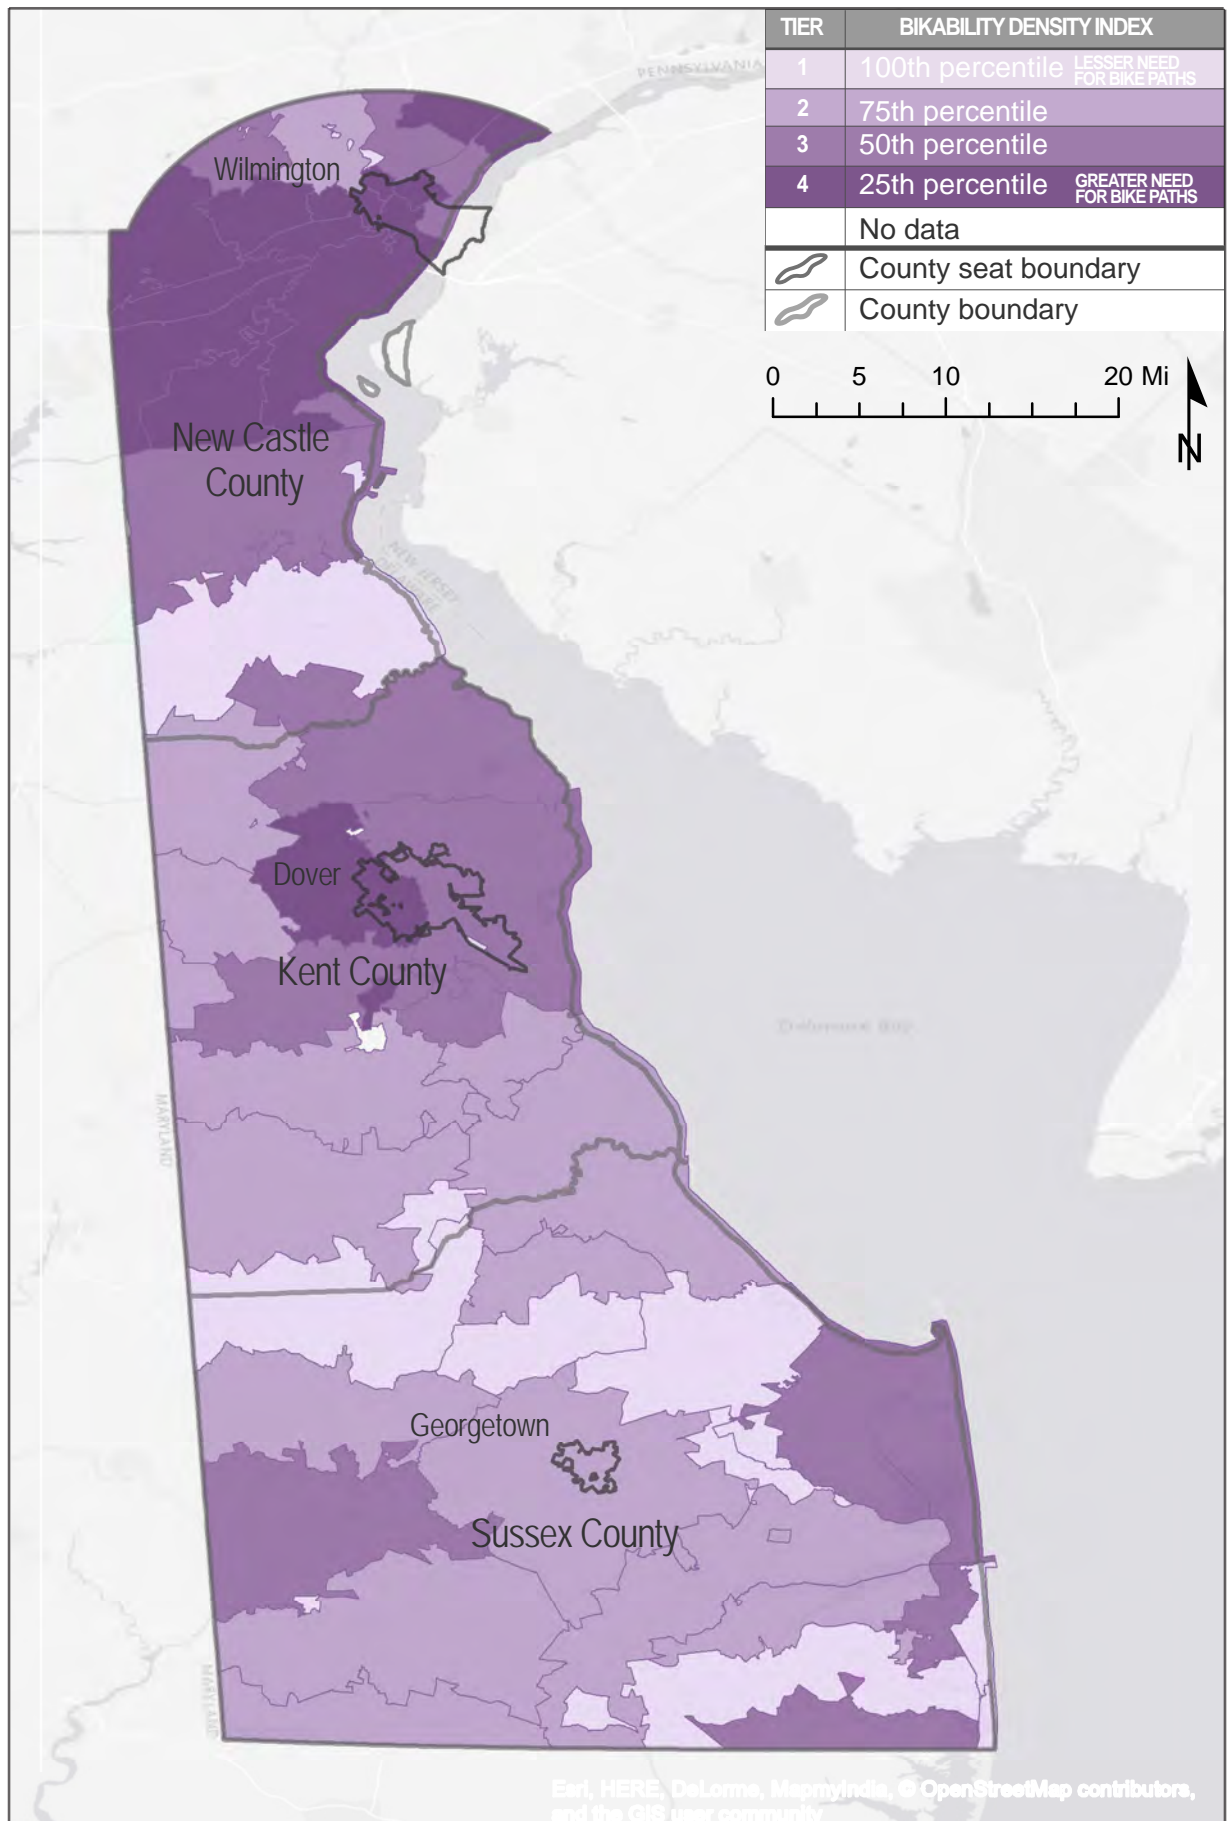 TIER BIKABILITY DENSITY INDEX
1 100th percentile LESSER NEED
FOR BIKE PATHS
2 75th percentile
3 50th percentile
4 25th percentile GREATER NEED
FOR BIKE PATHS
No data
County seat boundary
County boundary
0 5 10 20 Mi
N
PENNSYLVANIA
Wilmington
New Castle
County
NEW JERSEY
DELAWARE
Dover
Kent County
Delaware Bay
MARYLAND
Georgetown
Sussex County
MARYLAND
Esri, HERE, DeLorme, MapmyIndia, © OpenStreetMap contributors,
and the GIS user community